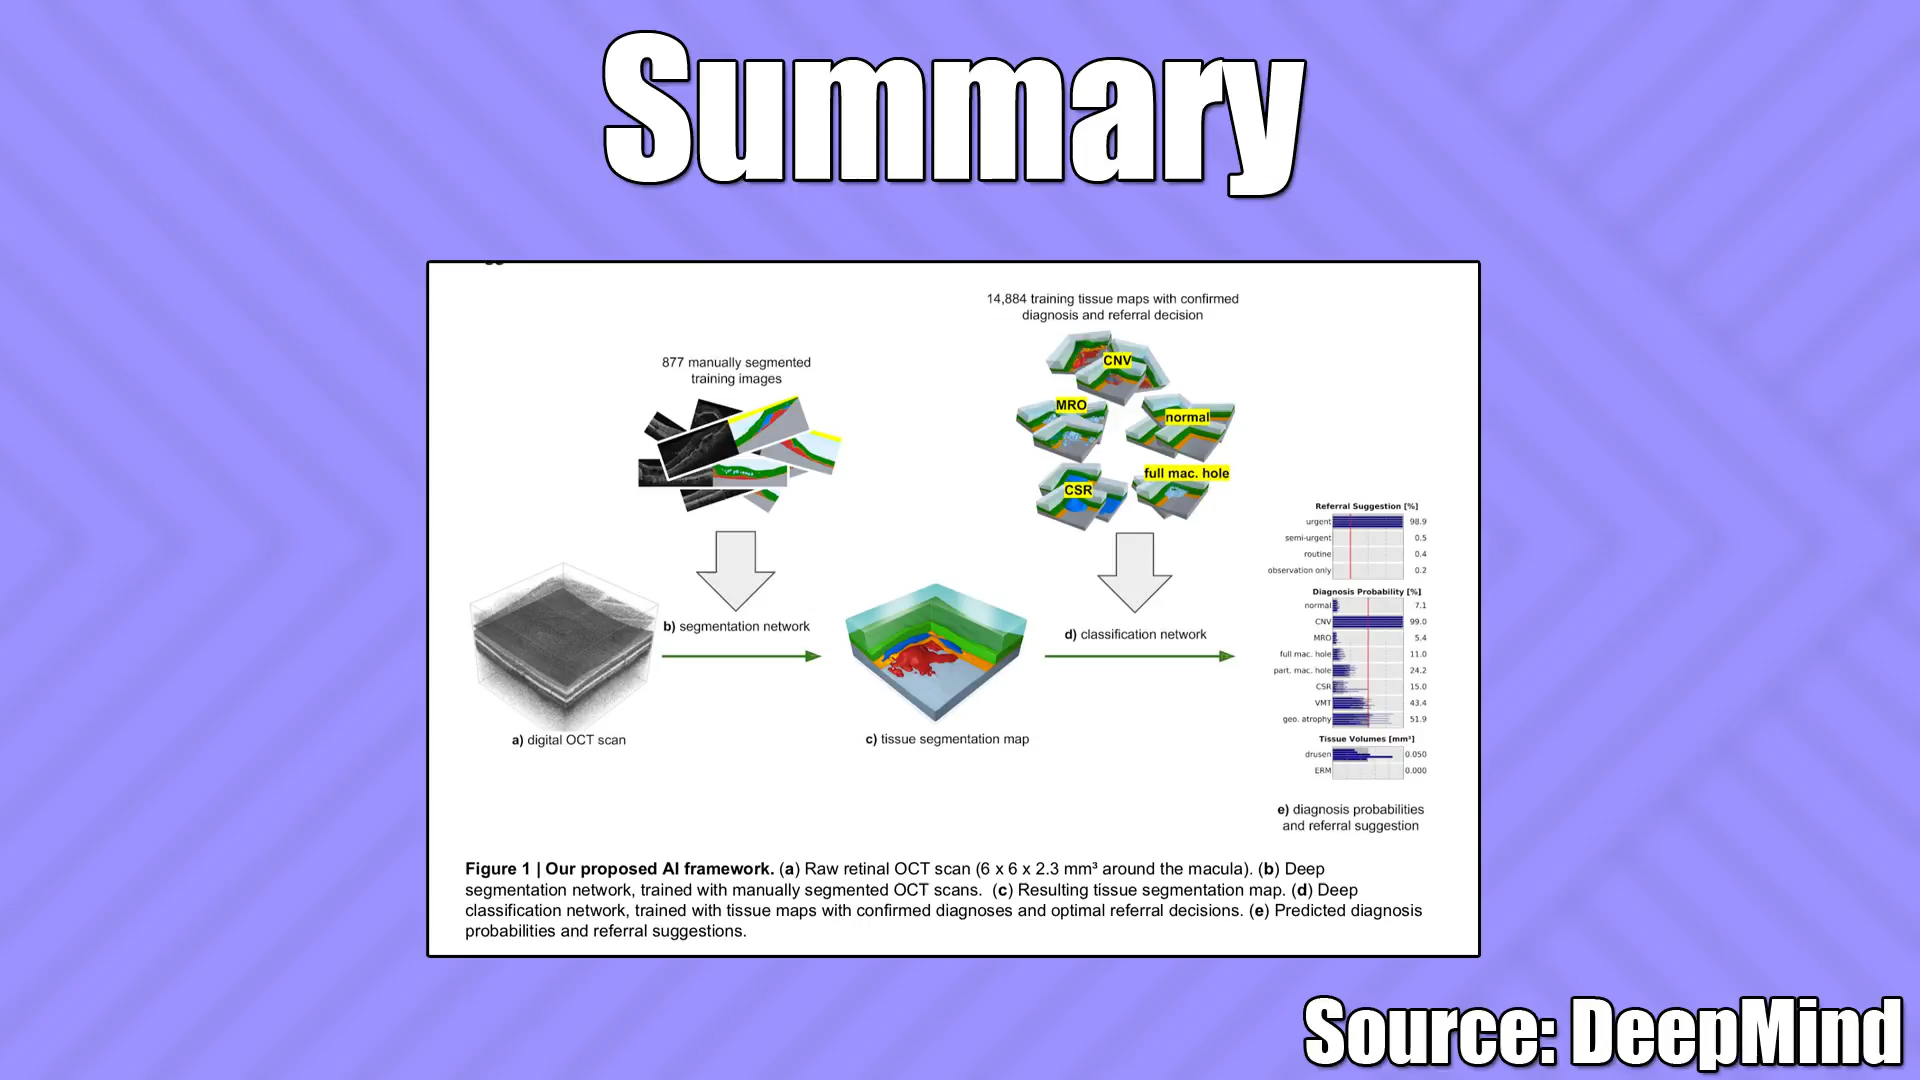 Summary
14,884 training tissue maps with confirmed
diagnosis and referral decision
877 manually segmented
training images
CNV
MRO
normal
full mac. hole
CSR
b) segmentation network
d) classification network
a) digital OCT scan
c) tissue segmentation map
Referral Suggestion [%]
urgent 98.9
semi-urgent 0.5
routine 0.4
observation only 0.2
Diagnosis Probability [%]
normal 7.1
CNV 99.0
MRO 5.4
full mac. hole 11.0
part. mac. hole 24.2
CSR 15.0
VMT 43.4
geo. atrophy 51.9
Tissue Volumes [mm³]
drusen 0.050
ERM 0.000
e) diagnosis probabilities
and referral suggestion
Figure 1 | Our proposed AI framework. (a) Raw retinal OCT scan (6 x 6 x 2.3 mm³ around the macula). (b) Deep
segmentation network, trained with manually segmented OCT scans. (c) Resulting tissue segmentation map. (d) Deep
classification network, trained with tissue maps with confirmed diagnoses and optimal referral decisions. (e) Predicted diagnosis
probabilities and referral suggestions.
Source: DeepMind